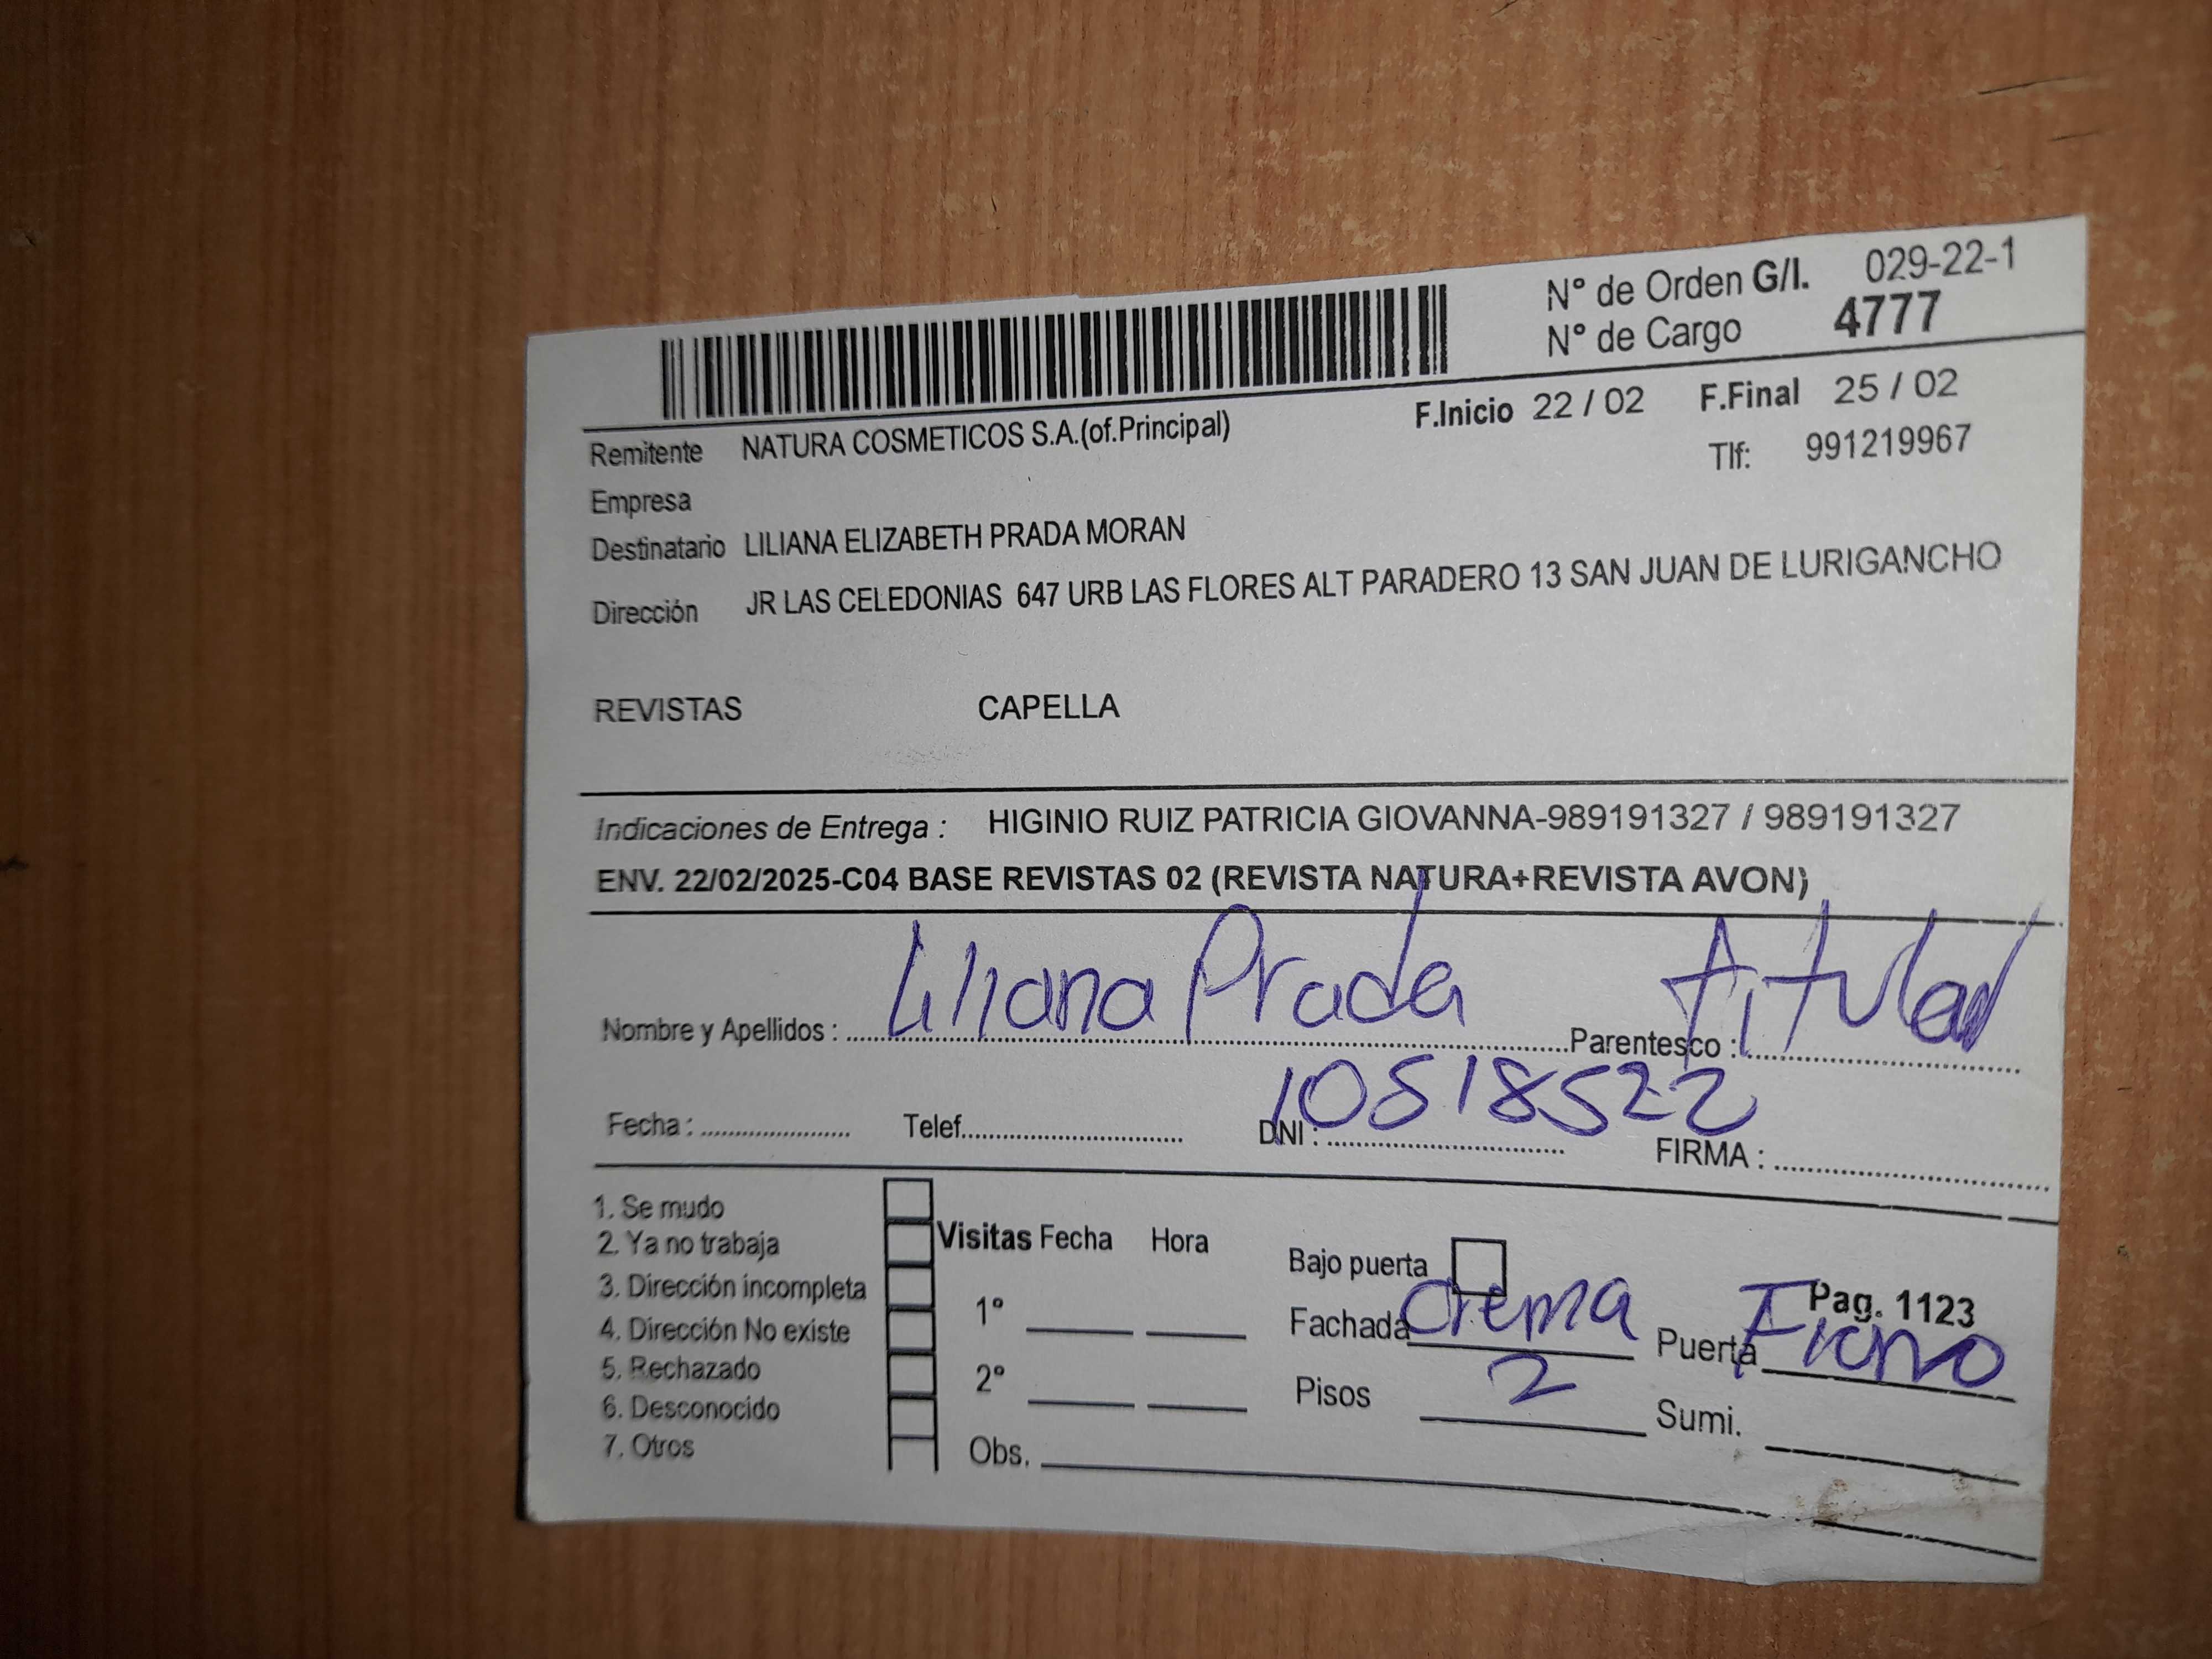 N° de Orden G/I. 029-22-1
N° de Cargo 4777
F.Inicio 22 / 02 F.Final 25 / 02
Remitente NATURA COSMETICOS S.A.(of.Principal)
Tlf: 991219967
Empresa
Destinatario LILIANA ELIZABETH PRADA MORAN
Dirección JR LAS CELEDONIAS 647 URB LAS FLORES ALT PARADERO 13 SAN JUAN DE LURIGANCHO
REVISTAS CAPELLA
Indicaciones de Entrega : HIGINIO RUIZ PATRICIA GIOVANNA-989191327 / 989191327
ENV. 22/02/2025-C04 BASE REVISTAS 02 (REVISTA NATURA+REVISTA AVON)
Nombre y Apellidos : Liliana Prada Parentesco : titular
Fecha : Telef. DNI : 10518522 FIRMA :
1. Se mudo
2. Ya no trabaja
3. Dirección incompleta
4. Dirección No existe
5. Rechazado
6. Desconocido
7. Otros
Visitas Fecha Hora
1°
2°
Obs.
Bajo puerta
Fachada Crema
Pisos 2
Pag. 1123
Puerta
Sumi.